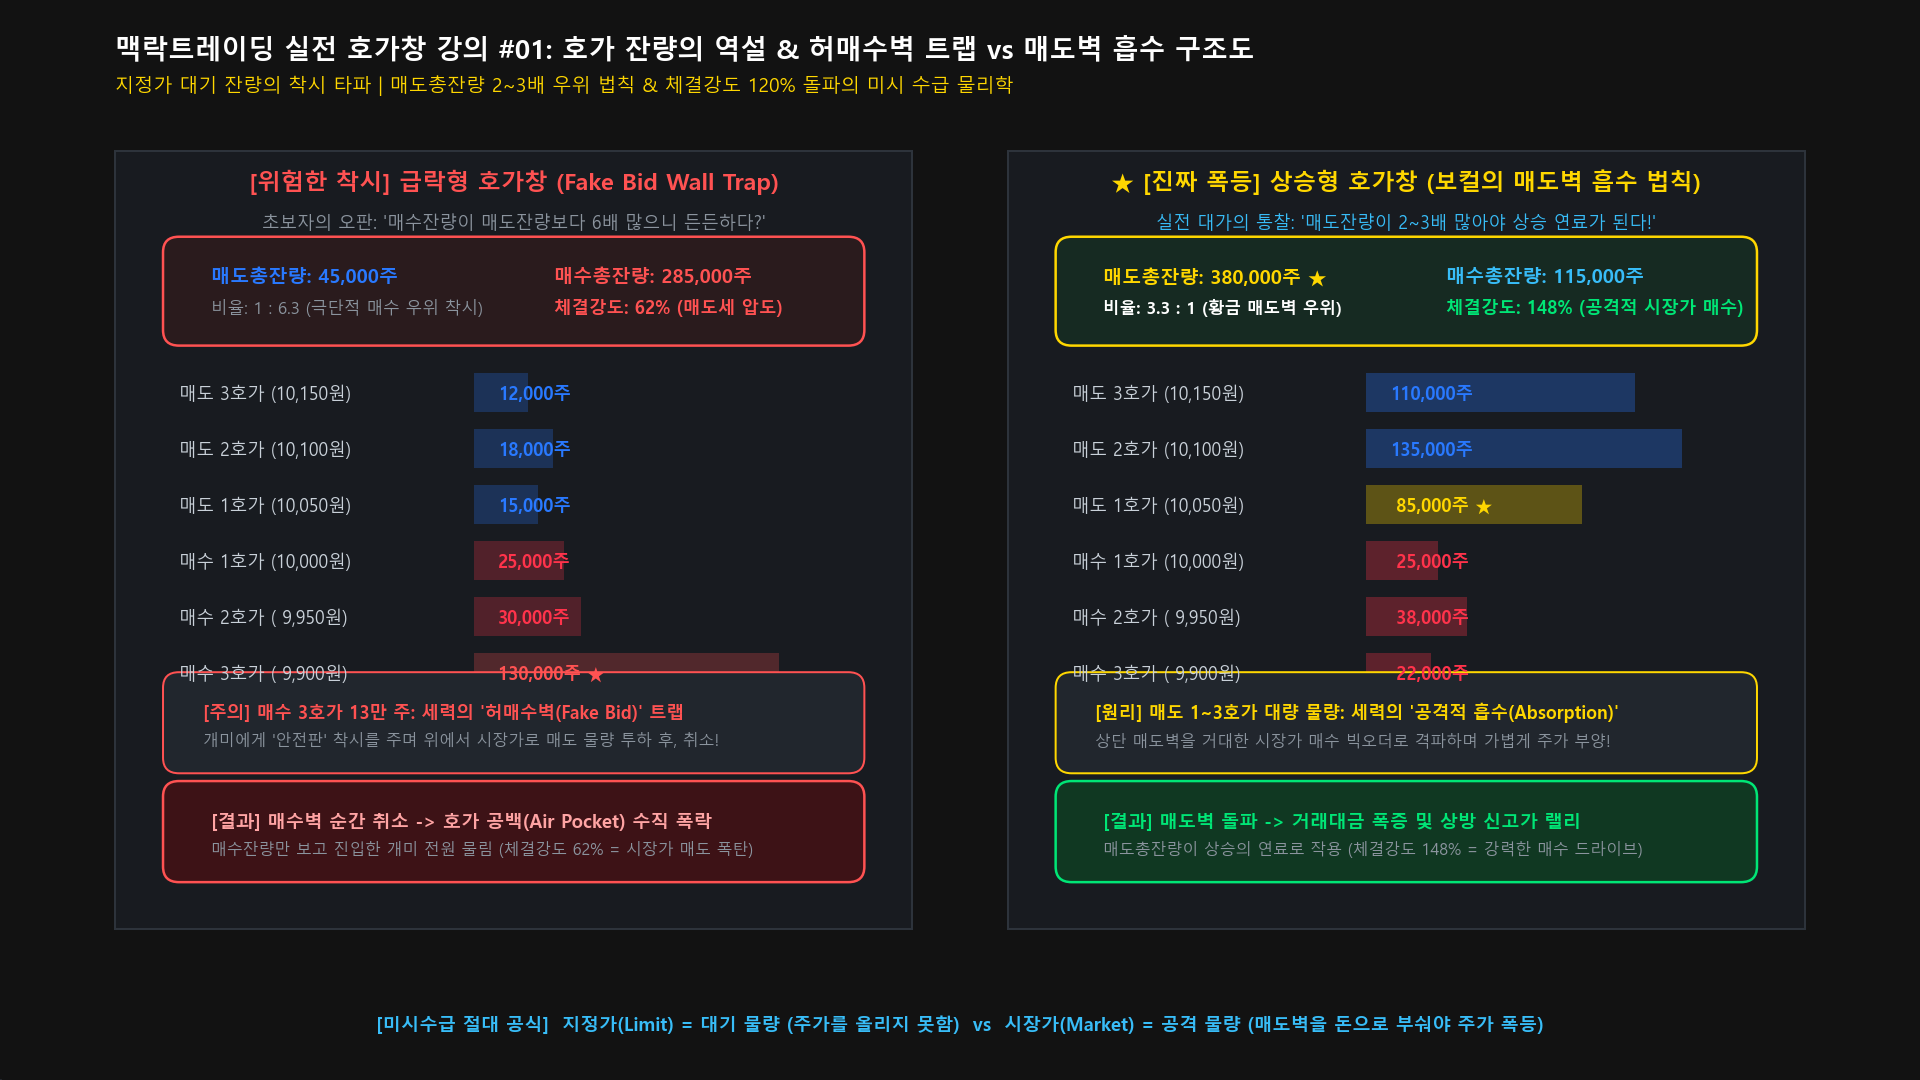 맥락트레이딩 실전 호가창 강의 #01: 호가 잔량의 역설 & 허매수벽 트랩 vs 매도벽 흡수 구조도
지정가 대기 잔량의 착시 타파 | 매도총잔량 2~3배 우위 법칙 & 체결강도 120% 돌파의 미시 수급 물리학
[위험한 착시] 급락형 호가창 (Fake Bid Wall Trap)
초보자의 오판: '매수잔량이 매도잔량보다 6배 많으니 든든하다?'
매도총잔량: 45,000주
매수총잔량: 285,000주
비율: 1 : 6.3 (극단적 매수 우위 착시)
체결강도: 62% (매도세 압도)
매도 3호가 (10,150원) 12,000주
매도 2호가 (10,100원) 18,000주
매도 1호가 (10,050원) 15,000주
매수 1호가 (10,000원) 25,000주
매수 2호가 ( 9,950원) 30,000주
매수 3호가 ( 9,900원) 130,000주 ★
[주의] 매수 3호가 13만 주: 세력의 '허매수벽(Fake Bid)' 트랩
개미에게 '안전판' 착시를 주며 위에서 시장가로 매도 물량 투하 후, 취소!
[결과] 매수벽 순간 취소 -> 호가 공백(Air Pocket) 수직 폭락
매수잔량만 보고 진입한 개미 전원 물림 (체결강도 62% = 시장가 매도 폭탄)
★ [진짜 폭등] 상승형 호가창 (보컬의 매도벽 흡수 법칙)
실전 대가의 통찰: '매도잔량이 2~3배 많아야 상승 연료가 된다!'
매도총잔량: 380,000주 ★
매수총잔량: 115,000주
비율: 3.3 : 1 (황금 매도벽 우위)
체결강도: 148% (공격적 시장가 매수)
매도 3호가 (10,150원) 110,000주
매도 2호가 (10,100원) 135,000주
매도 1호가 (10,050원) 85,000주 ★
매수 1호가 (10,000원) 25,000주
매수 2호가 ( 9,950원) 38,000주
매수 3호가 ( 9,900원) 22,000주
[원리] 매도 1~3호가 대량 물량: 세력의 '공격적 흡수(Absorption)'
상단 매도벽을 거대한 시장가 매수 빅오더로 격파하며 가볍게 주가 부양!
[결과] 매도벽 돌파 -> 거래대금 폭증 및 상방 신고가 랠리
매도총잔량이 상승의 연료로 작용 (체결강도 148% = 강력한 매수 드라이브)
[미시수급 절대 공식]  지정가(Limit) = 대기 물량 (주가를 올리지 못함)  vs  시장가(Market) = 공격 물량 (매도벽을 돈으로 부숴야 주가 폭등)